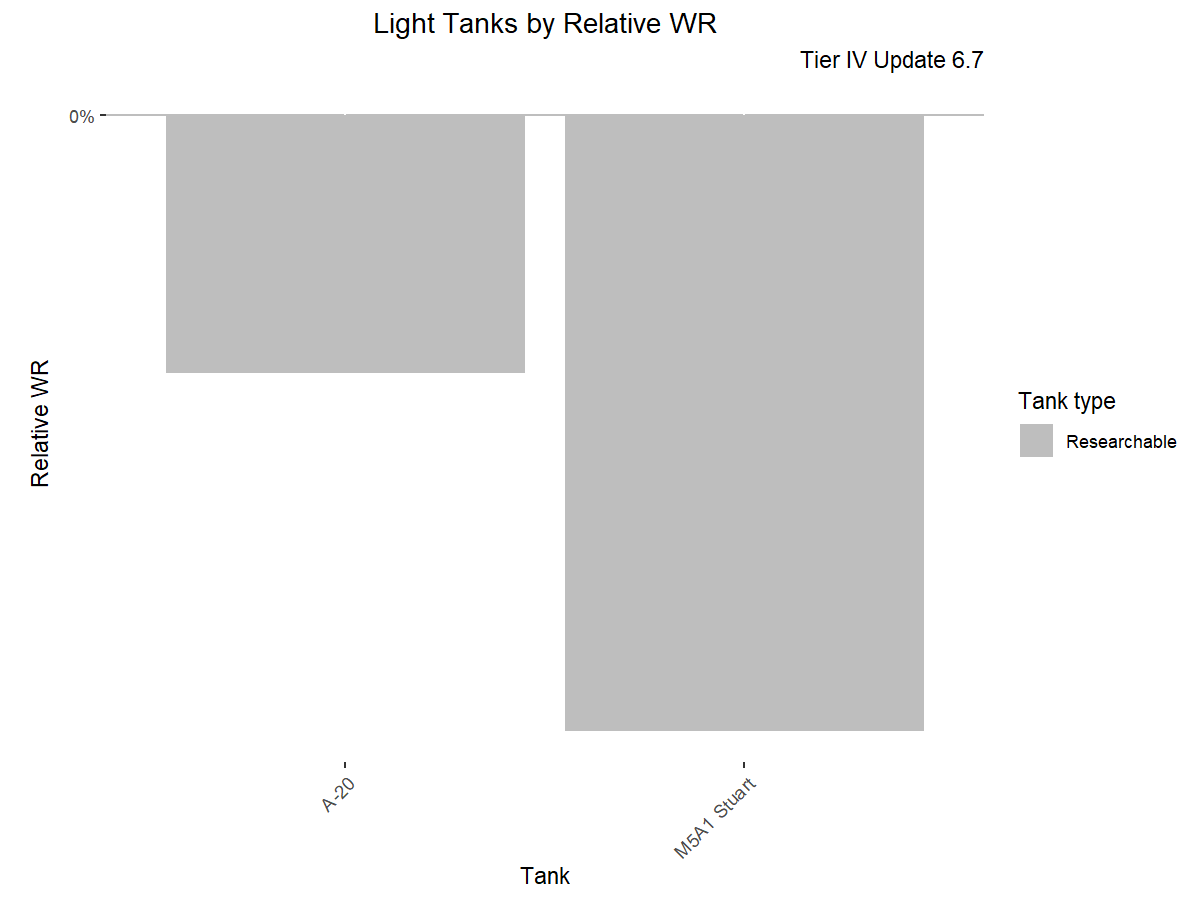 Light Tanks by Relative WR
Tier IV Update 6.7
0%
Relative WR
A-20
M5A1 Stuart
Tank
Tank type
Researchable